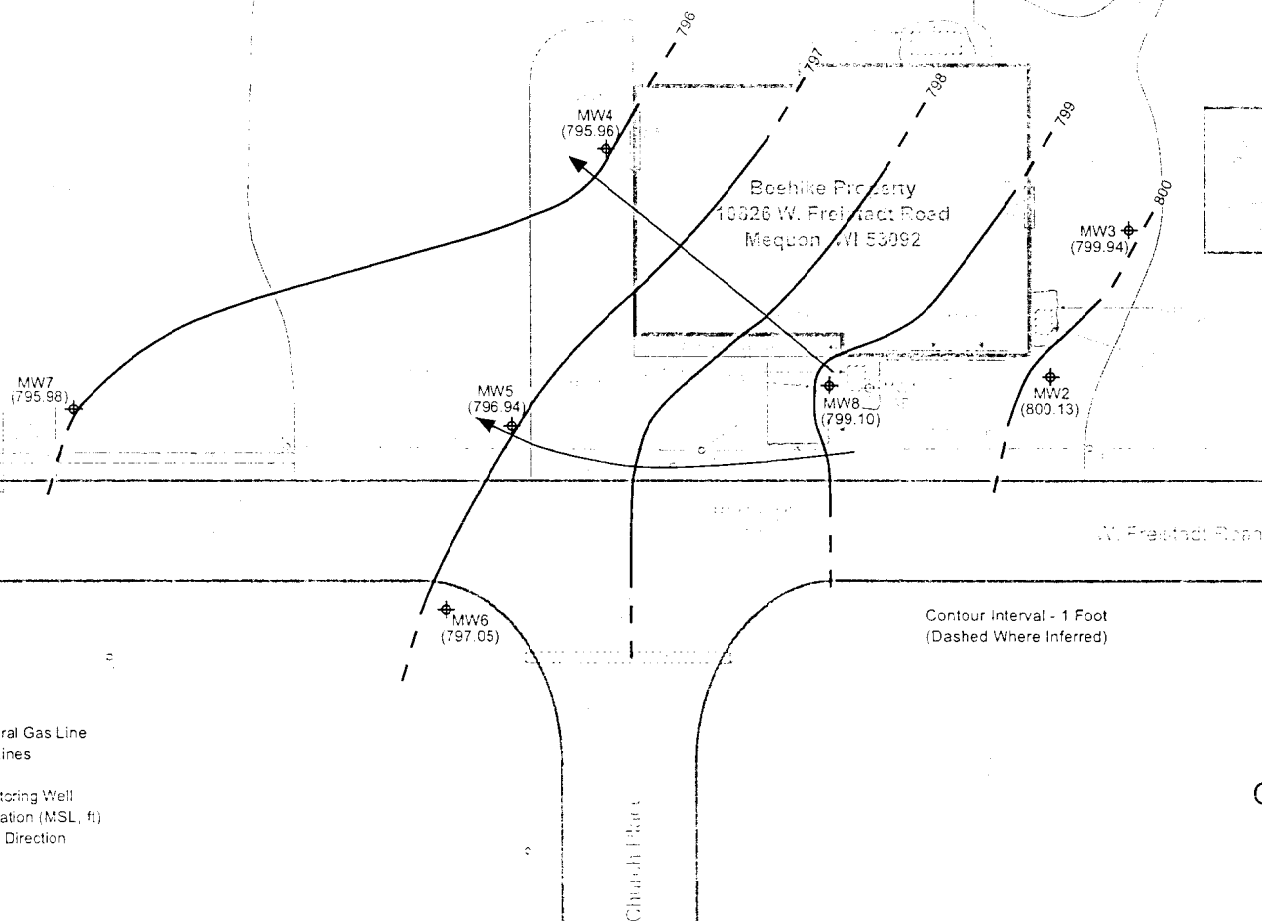 796
797
798
799
800
MW4
(795.96)
Boehlke Property
W. Freistadt Road
Mequon, WI 53092
MW3
(799.94)
MW7
(795.98)
MW5
(796.94)
MW8
(799.10)
MW2
(800.13)
W. Freistadt Road
MW6
(797.05)
Contour Interval - 1 Foot
(Dashed Where Inferred)
ral Gas Line
ines
toring Well
ation (MSL, ft)
Direction
Church Place